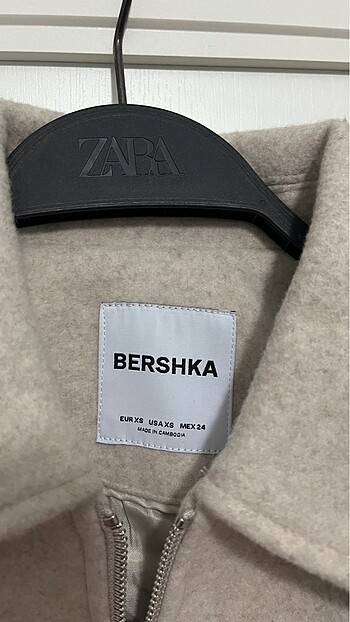 ZARA
BERSHKA
EUR XS USA XS MEX 24
MADE IN CAMBODIA